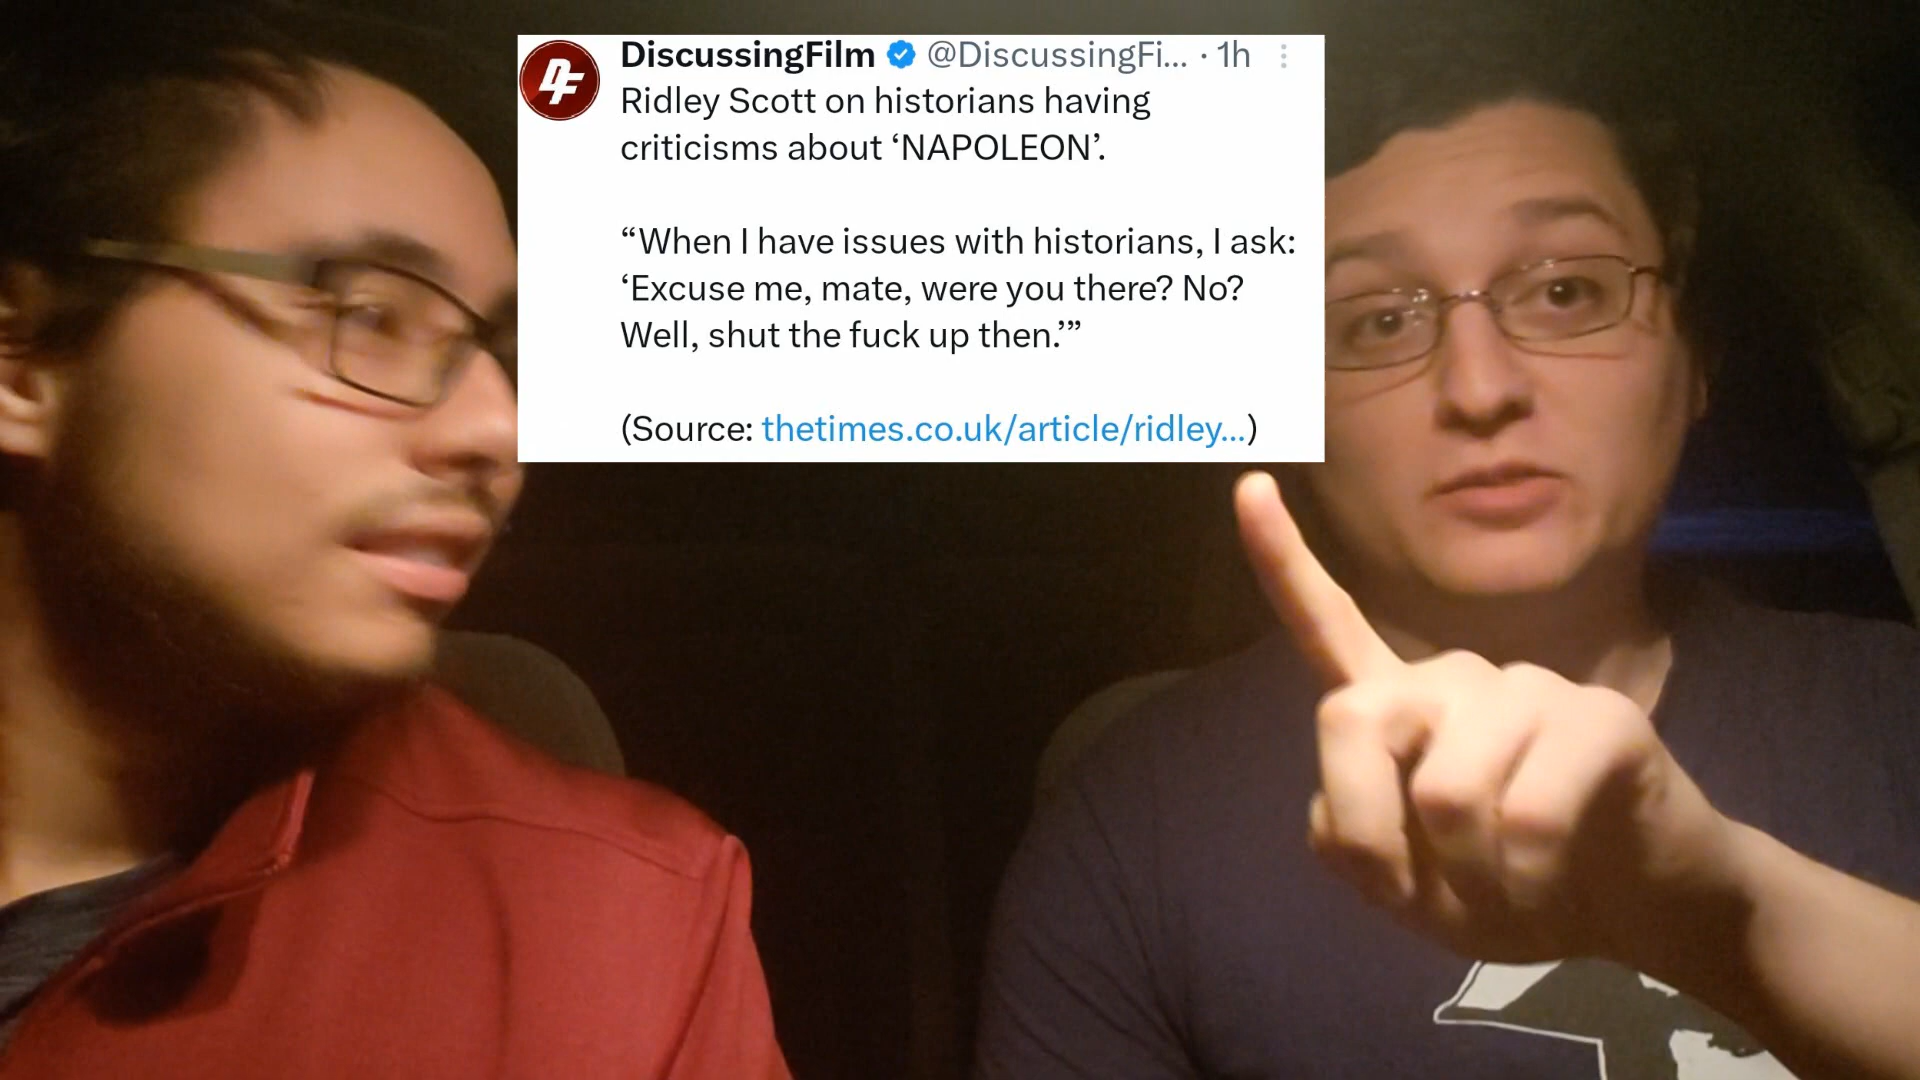 DiscussingFilm @DiscussingFi... · 1h
Ridley Scott on historians having
criticisms about ‘NAPOLEON’.
“When I have issues with historians, I ask:
‘Excuse me, mate, were you there? No?
Well, shut the fuck up then.’”
(Source: thetimes.co.uk/article/ridley...)